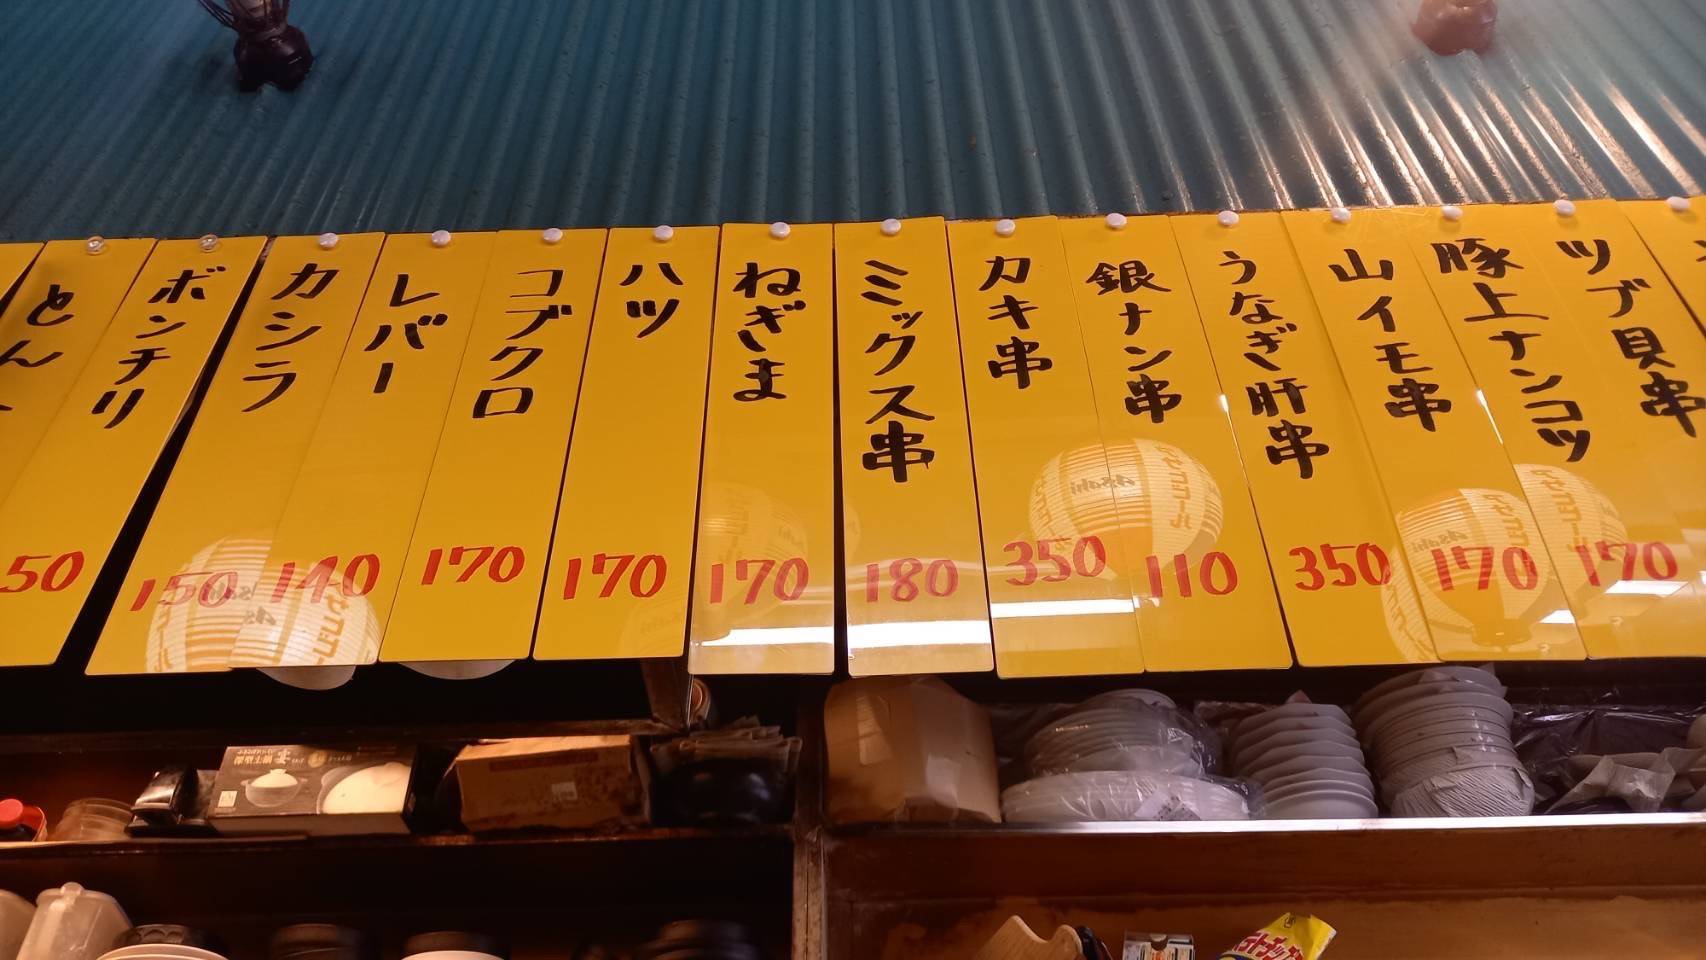 とん
ボンチリ
50
カシラ
150
レバー
140
コブクロ
170
ハツ
170
ねぎま
170
ミックス串
180
カキ串
350
銀ナン串
110
うなぎ肝串
350
山イモ串
170
豚上ナンコツ
170
ツブ貝串